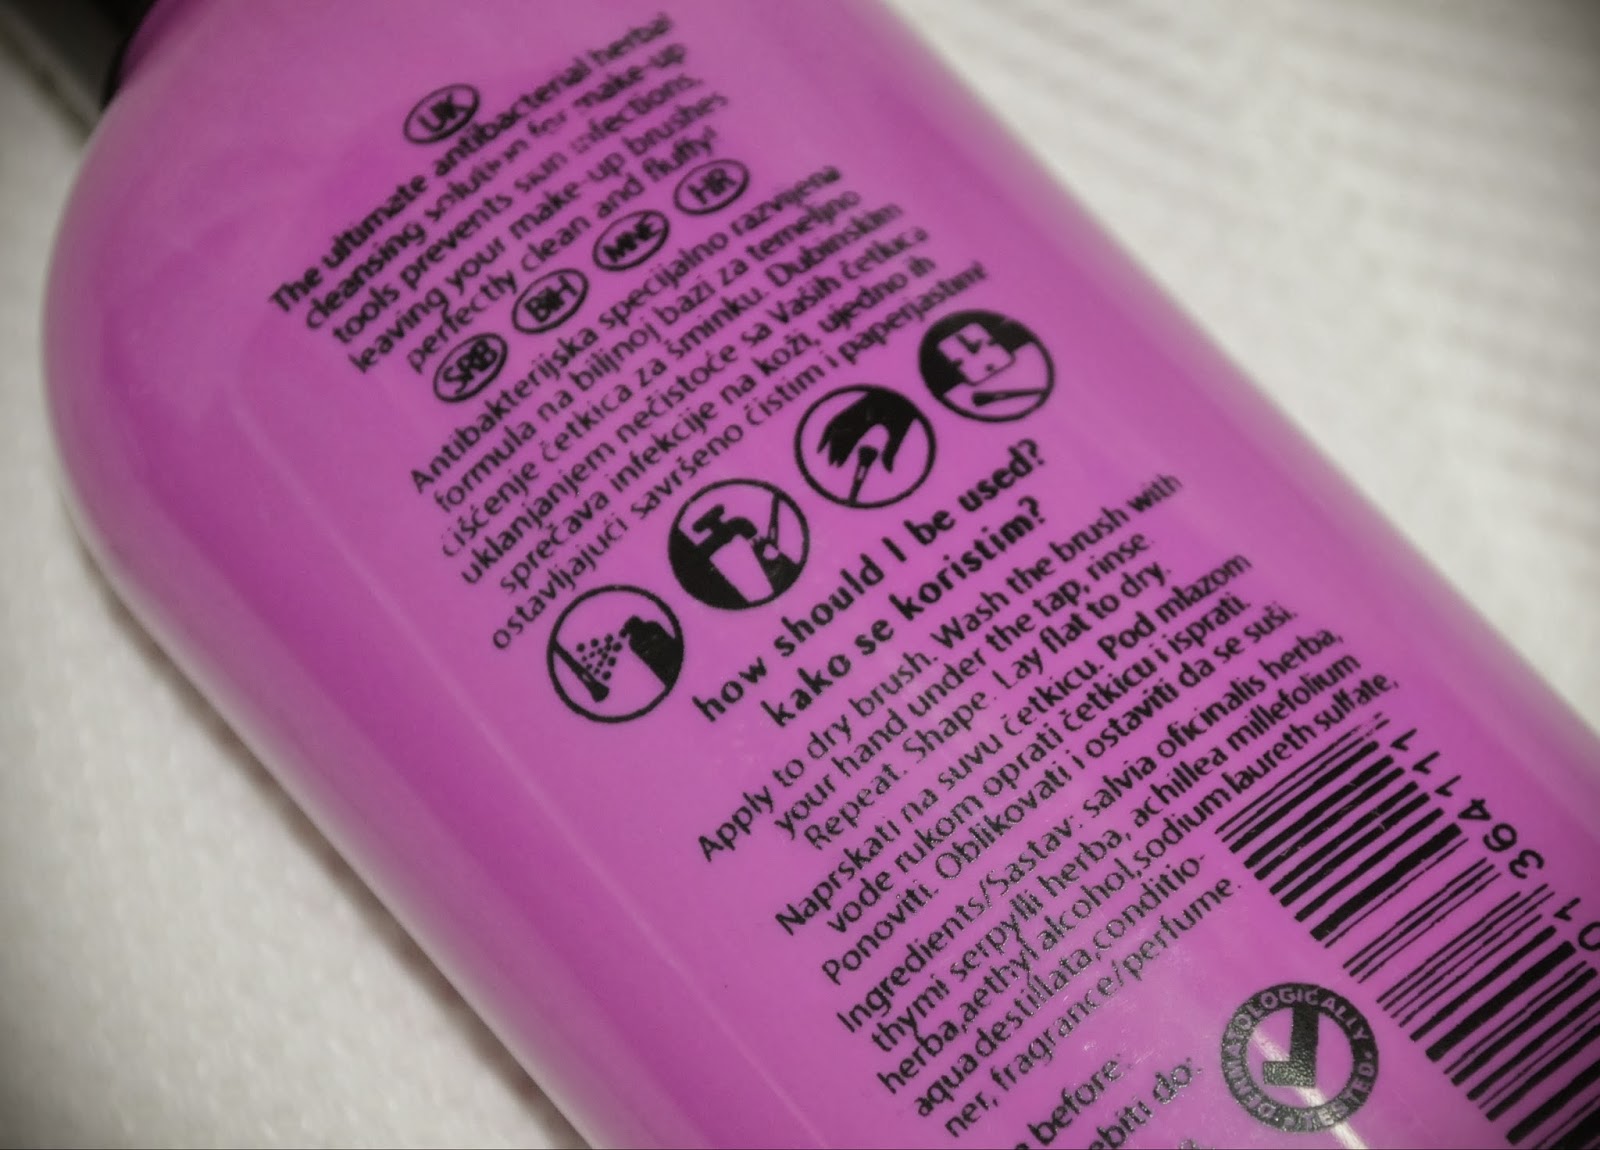 UK
The ultimate antibacterial herbal
cleansing solution for make-up
tools prevents skin infections,
leaving your make-up brushes
perfectly clean and fluffy!
SRB BIH MNE HR
Antibakterijska specijalno razvijena
formula na biljnoj bazi za temeljno
čišćenje četkica za šminku. Dubinskim
uklanjanjem nečistoće sa Vaših četkica
sprečava infekcije na koži, ujedno ih
ostavljajući savršeno čistim i paperjastim!
how should I be used?
kako se koristim?
Apply to dry brush. Wash the brush with
your hand under the tap, rinse.
Repeat. Shape. Lay flat to dry.
Naprskati na suvu četkicu. Pod mlazom
vode rukom oprati četkicu i isprati.
Ponoviti. Oblikovati i ostaviti da se suši.
Ingredients/Sastav: salvia oficinalis herba,
thymi serpylli herba, achillea millefolium
herba,aethyl alcohol,sodium laureth sulfate,
aqua destillata,conditio-
ner, fragrance/perfume.
before:
do:
DERMATOLOGICALLY TESTED
01 36411